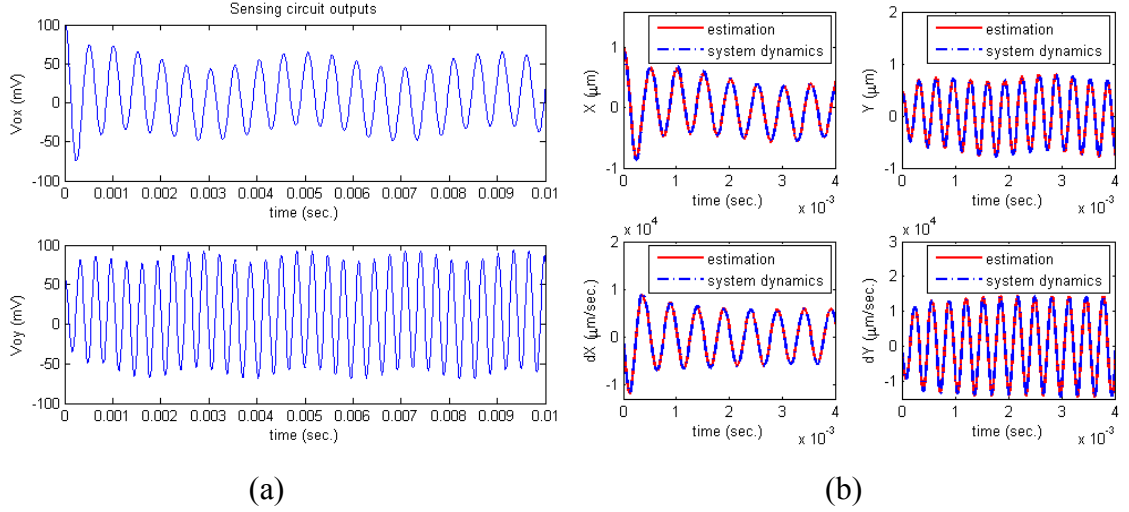 Sensing circuit outputs
100
50
0
-50
-100
Vox (mV)
0 0.001 0.002 0.003 0.004 0.005 0.006 0.007 0.008 0.009 0.01
time (sec.)
100
50
0
-50
-100
Voy (mV)
0 0.001 0.002 0.003 0.004 0.005 0.006 0.007 0.008 0.009 0.01
time (sec.)
(a)
estimation
system dynamics
1
0
-1
X (μm)
0 1 2 3 4
time (sec.)
x 10⁻³
estimation
system dynamics
2
1
0
-1
Y (μm)
0 1 2 3 4
time (sec.)
x 10⁻³
x 10⁴
estimation
system dynamics
2
1
0
-1
dX (μm/sec.)
0 1 2 3 4
time (sec.)
x 10⁻³
x 10⁴
estimation
system dynamics
3
2
1
0
-1
dY (μm/sec.)
0 1 2 3 4
time (sec.)
x 10⁻³
(b)